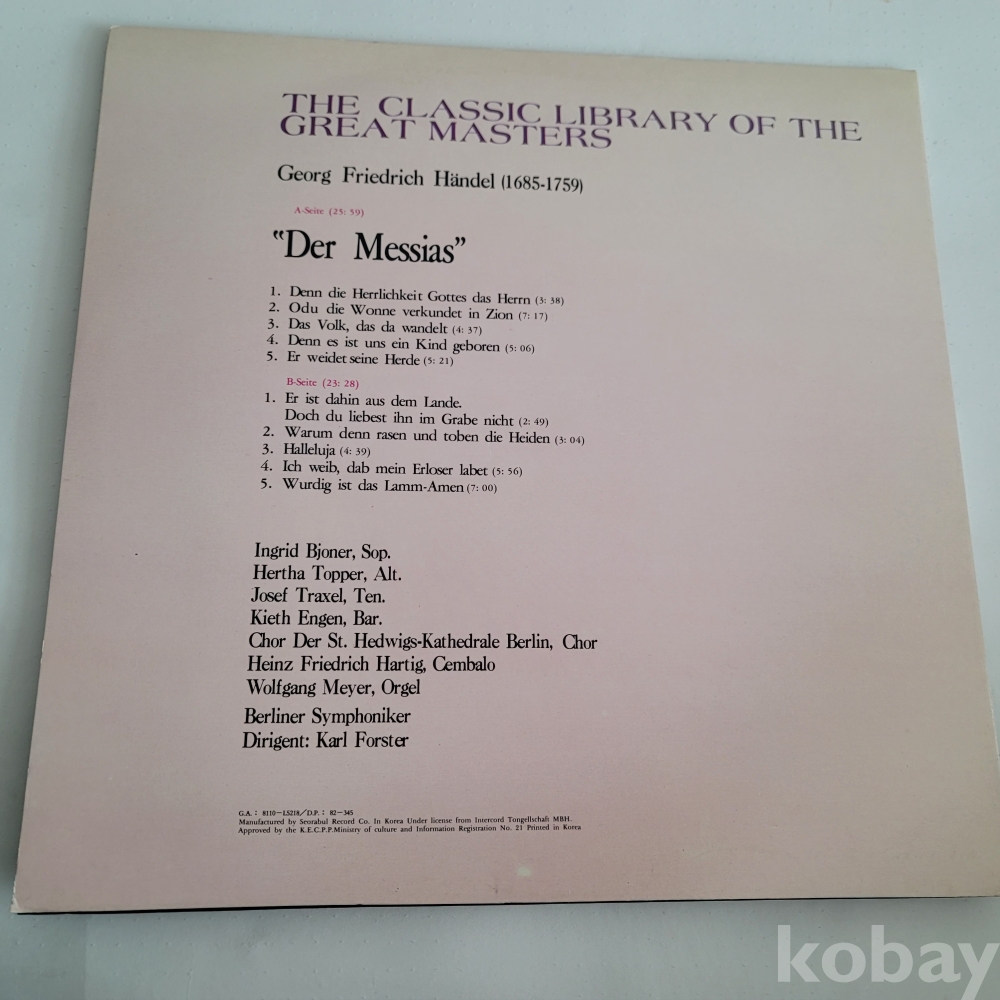 THE CLASSIC LIBRARY OF THE
GREAT MASTERS
Georg Friedrich Händel (1685-1759)
A-Seite (25: 59)
"Der Messias"
1. Denn die Herrlichkeit Gottes das Herrn (3: 38)
2. Odu die Wonne verkundet in Zion (7: 17)
3. Das Volk, das da wandelt (4: 37)
4. Denn es ist uns ein Kind geboren (5: 06)
5. Er weidet seine Herde (5: 21)
B-Seite (23: 28)
1. Er ist dahin aus dem Lande.
Doch du liebest ihn im Grabe nicht (2: 49)
2. Warum denn rasen und toben die Heiden (3: 04)
3. Halleluja (4: 39)
4. Ich weib, dab mein Erloser labet (5: 56)
5. Wurdig ist das Lamm-Amen (7: 00)
Ingrid Bjoner, Sop.
Hertha Topper, Alt.
Josef Traxel, Ten.
Kieth Engen, Bar.
Chor Der St. Hedwigs-Kathedrale Berlin, Chor
Heinz Friedrich Hartig, Cembalo
Wolfgang Meyer, Orgel
Berliner Symphoniker
Dirigent: Karl Forster
G.A. : 8110-L5218/D.P. : 82-345
Manufactured by Seorabul Record Co. In Korea Under license from Intercord Tongellschaft MBH.
Approved by the K.E.C.P.P.Ministry of culture and Information Registration No. 21 Printed in Korea
kobay